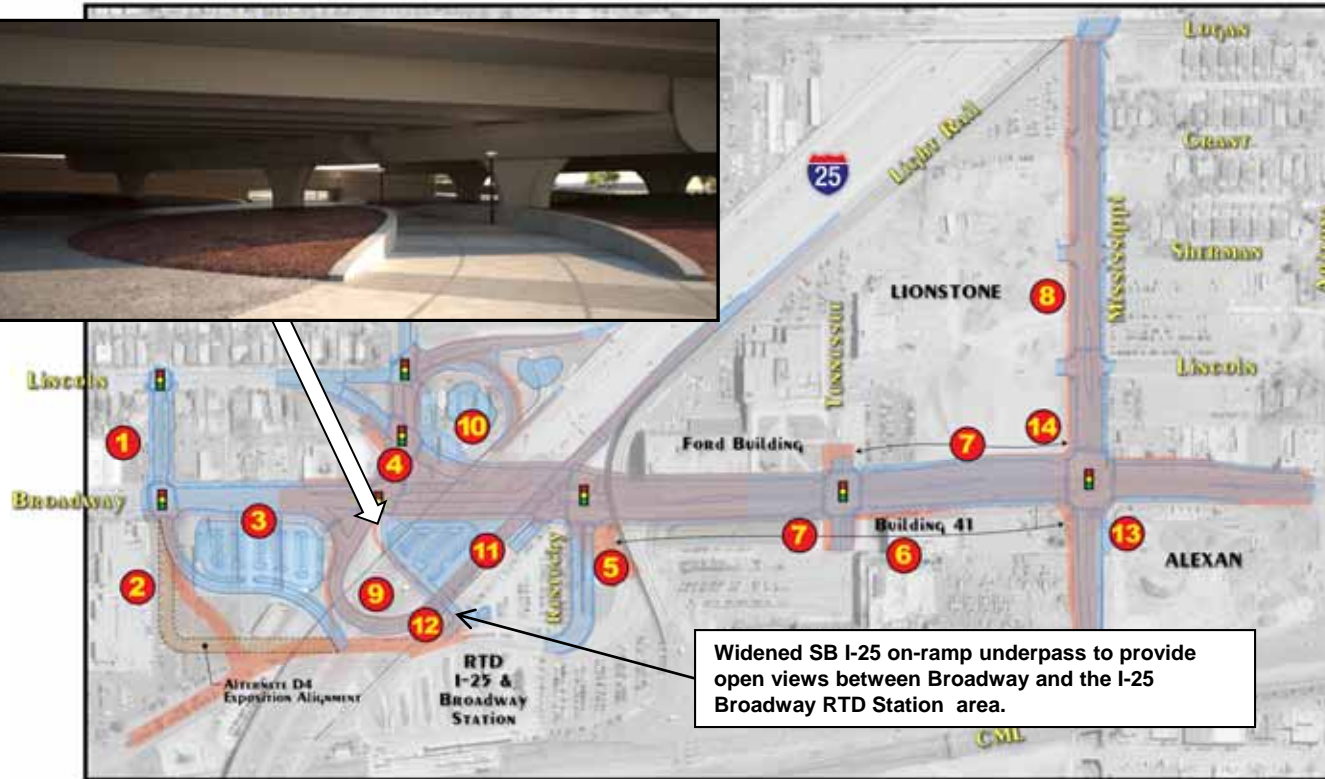 LOGAN
Light Rail
25
GRANT
Mississippi
SHERMAN
LIONSTONE
8
LINCOLN
LINCOLN
1
10
4
FORD BUILDING
7
14
BROADWAY
3
7
BUILDING 41
13
ALEXAN
11
5
6
2
9
12
ALTERNATE D4
EXPOSITION ALIGNMENT
RTD
I-25 &
BROADWAY
STATION
Widened SB I-25 on-ramp underpass to provide
open views between Broadway and the I-25
Broadway RTD Station area.
CML